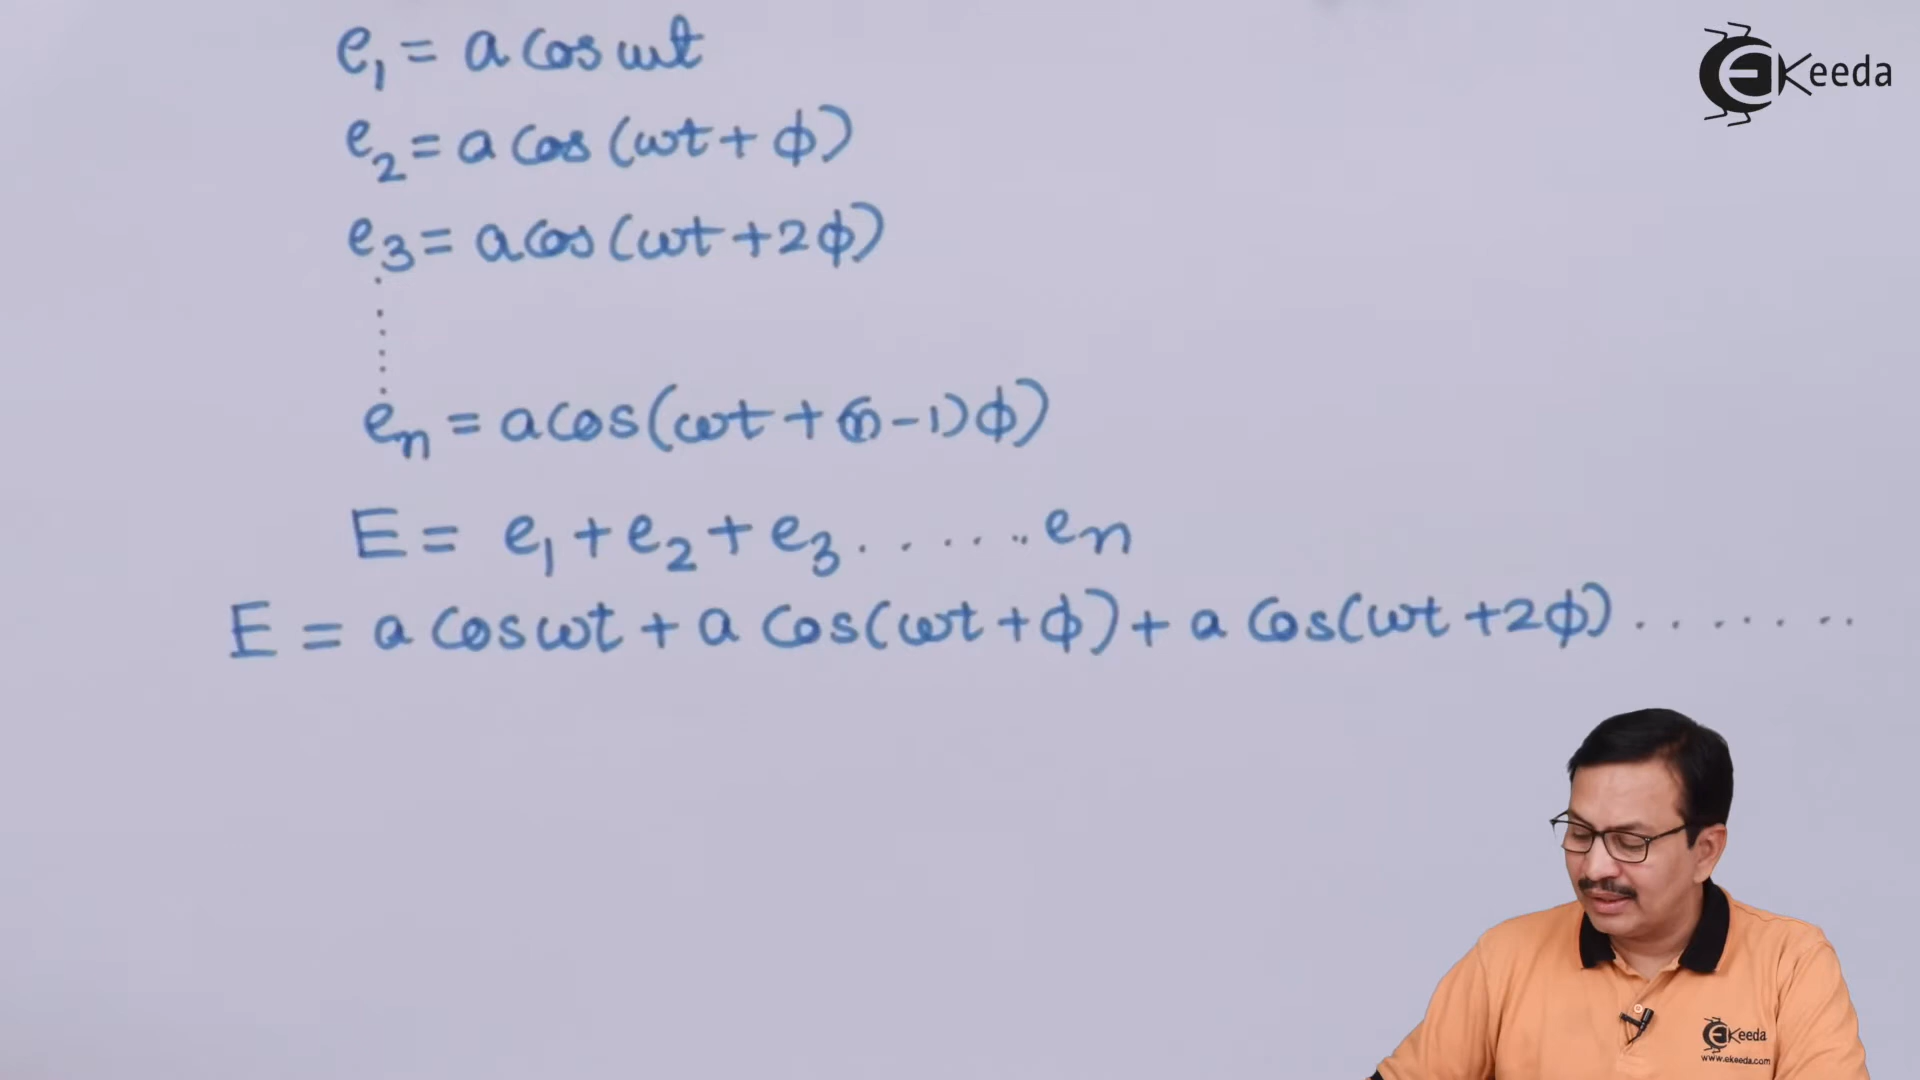 e₁ = a cos ωt
EKeeda
e₂ = a cos (ωt + ϕ)
e₃ = a cos (ωt + 2ϕ)
eₙ = a cos (ωt + (n-1)ϕ)
E = e₁ + e₂ + e₃ ....... eₙ
E = a cos ωt + a cos (ωt + ϕ) + a cos (ωt + 2ϕ) .......
EKeeda
www.ekeeda.com